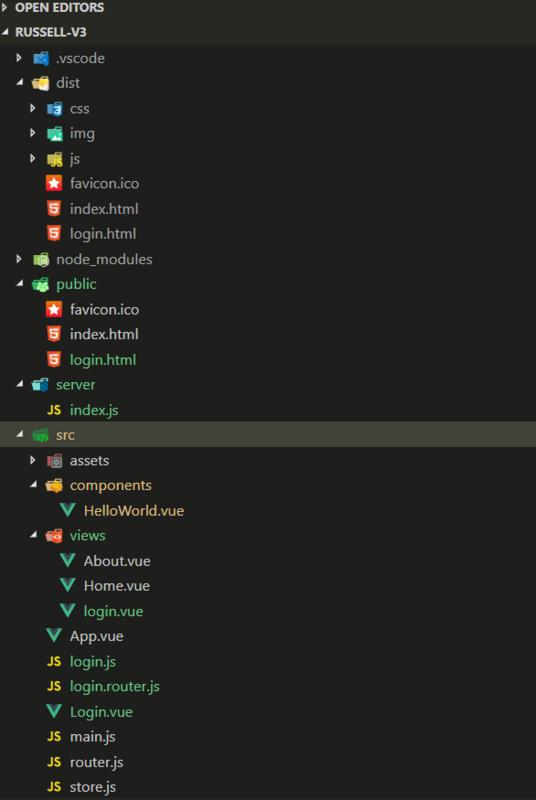 OPEN EDITORS
RUSSELL-V3
.vscode
dist
css
img
js
favicon.ico
index.html
login.html
node_modules
public
favicon.ico
index.html
login.html
server
JS index.js
src
assets
components
HelloWorld.vue
views
About.vue
Home.vue
login.vue
App.vue
JS login.js
JS login.router.js
Login.vue
JS main.js
JS router.js
JS store.js